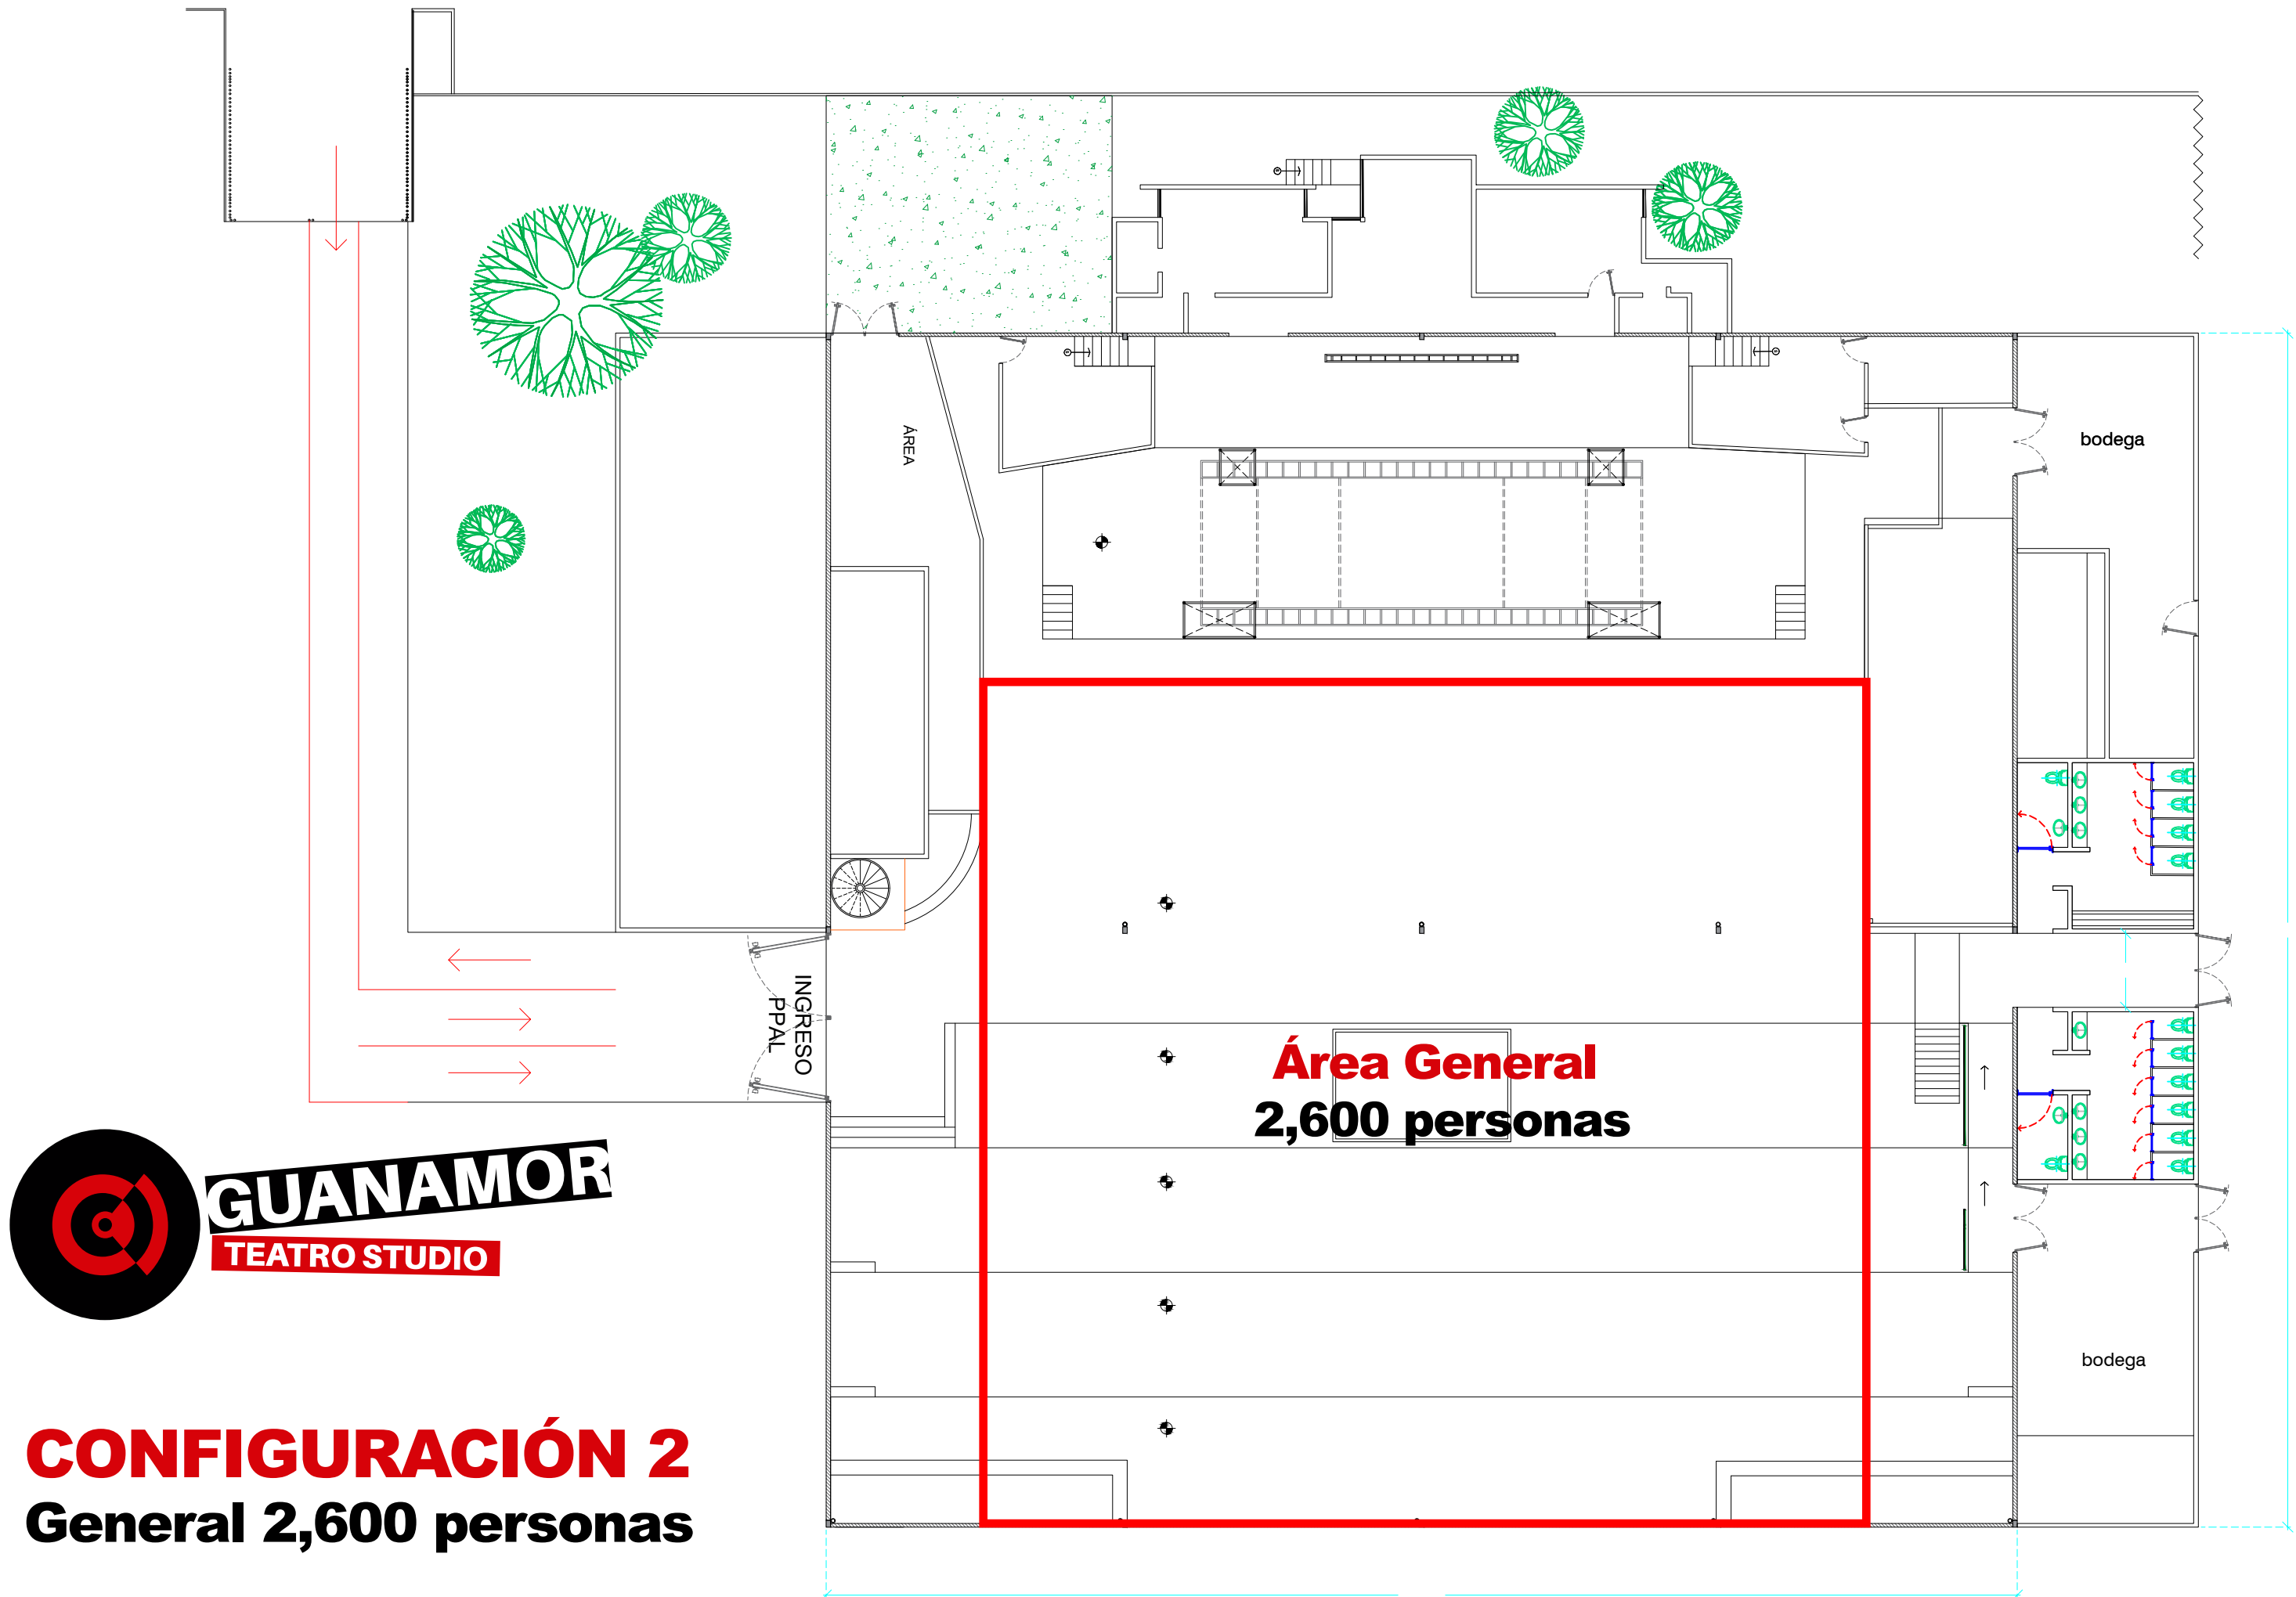 ÁREA
bodega
INGRESO
PPAL
Área General
2,600 personas
GUANAMOR
TEATRO STUDIO
bodega
CONFIGURACIÓN 2
General 2,600 personas